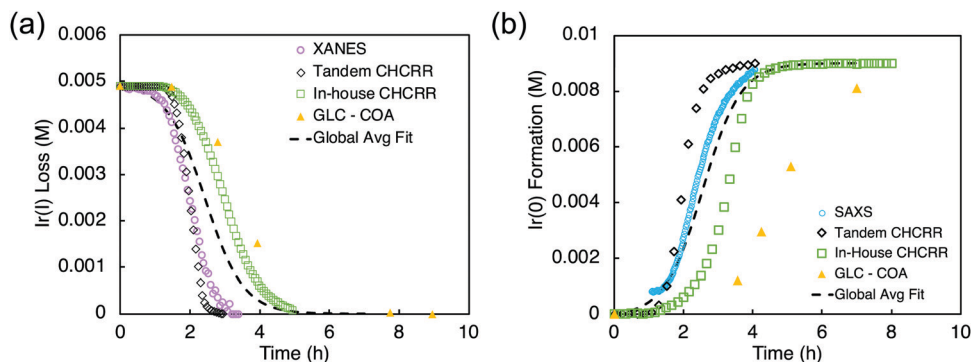 (a)
0.006
0.005
0.004
0.003
0.002
0.001
0
Ir(I) Loss (M)
XANES
Tandem CHCRR
In-house CHCRR
GLC - COA
Global Avg Fit
0 2 4 6 8 10
Time (h)
(b)
0.01
0.008
0.006
0.004
0.002
0
Ir(0) Formation (M)
SAXS
Tandem CHCRR
In-House CHCRR
GLC - COA
Global Avg Fit
0 2 4 6 8 10
Time (h)